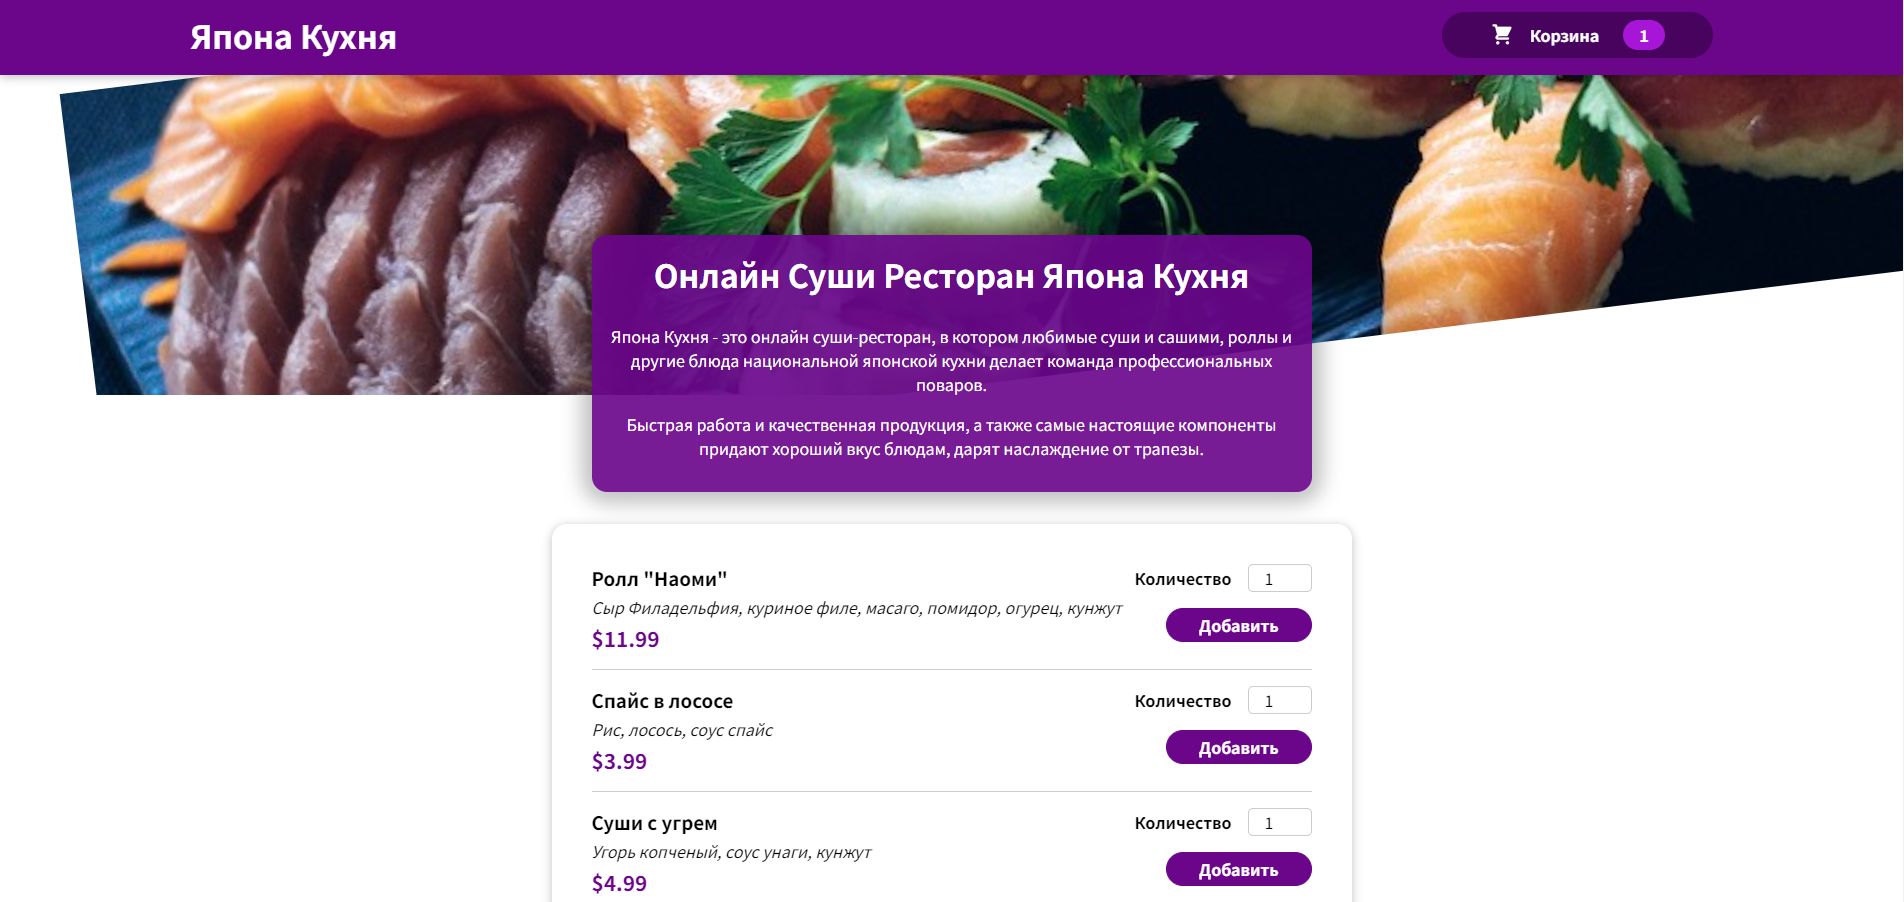 Япона Кухня
Корзина 1
Онлайн Суши Ресторан Япона Кухня
Япона Кухня - это онлайн суши-ресторан, в котором любимые суши и сашими, роллы и
другие блюда национальной японской кухни делает команда профессиональных
поваров.
Быстрая работа и качественная продукция, а также самые настоящие компоненты
придают хороший вкус блюдам, дарят наслаждение от трапезы.
Ролл "Наоми"
Количество 1
Сыр Филадельфия, куриное филе, масаго, помидор, огурец, кунжут
Добавить
$11.99
Спайс в лососе
Количество 1
Рис, лосось, соус спайс
Добавить
$3.99
Суши с угрем
Количество 1
Угорь копченый, соус унаги, кунжут
Добавить
$4.99